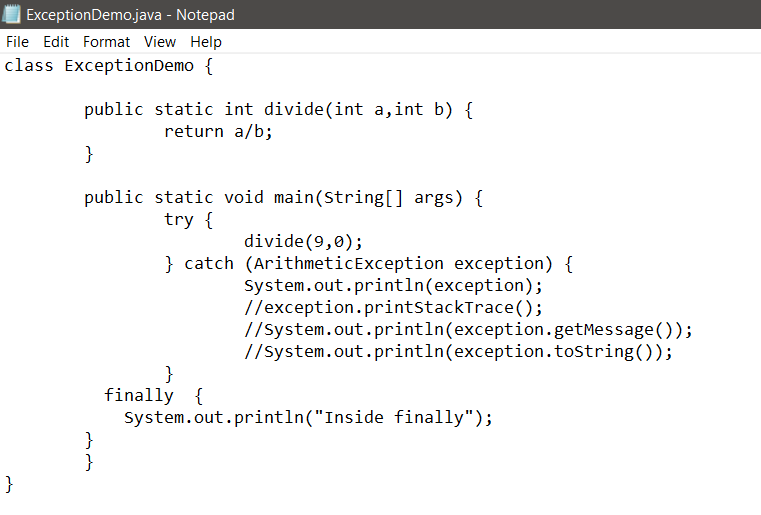 ExceptionDemo.java - Notepad
File Edit Format View Help
class ExceptionDemo {
        public static int divide(int a,int b) {
                return a/b;
        }
        public static void main(String[] args) {
                try {
                        divide(9,0);
                } catch (ArithmeticException exception) {
                        System.out.println(exception);
                        //exception.printStackTrace();
                        //System.out.println(exception.getMessage());
                        //System.out.println(exception.toString());
                }
          finally  {
            System.out.println("Inside finally");
        }
        }
}